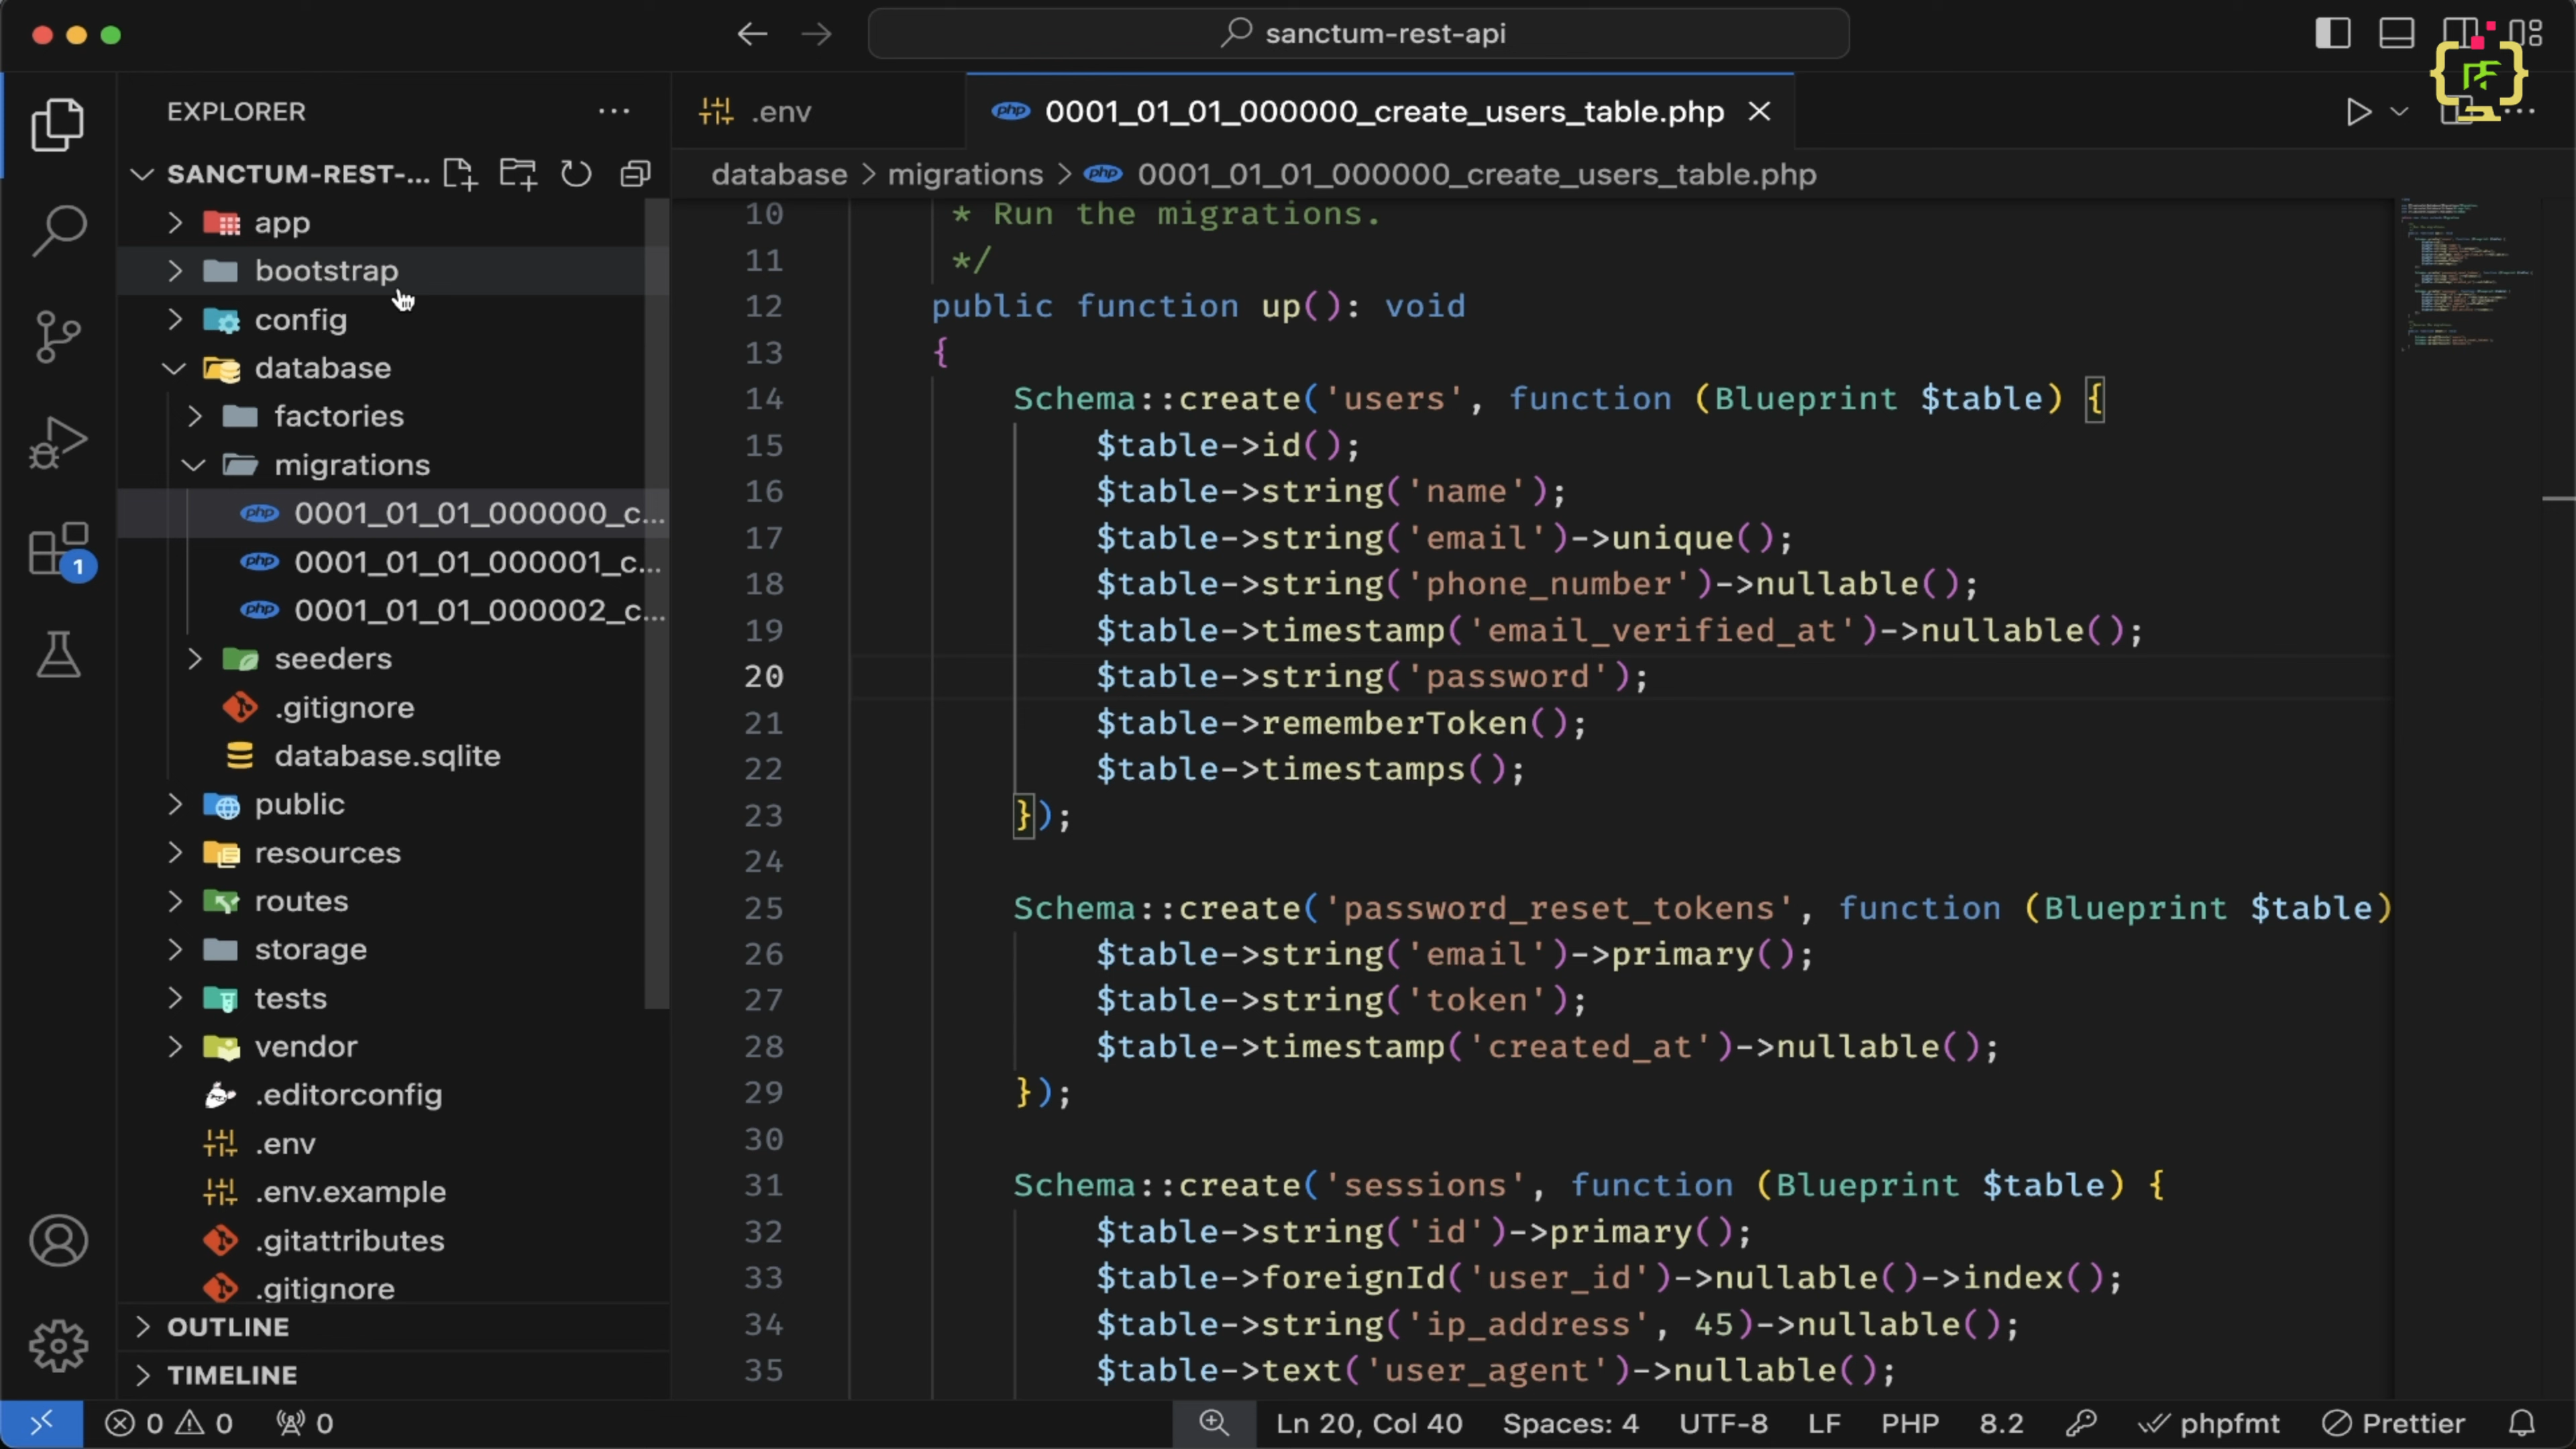 sanctum-rest-api
EXPLORER
.env
0001_01_01_000000_create_users_table.php
SANCTUM-REST-...
database > migrations > 0001_01_01_000000_create_users_table.php
app
bootstrap
config
database
factories
migrations
0001_01_01_000000_c...
0001_01_01_000001_c...
0001_01_01_000002_c...
seeders
.gitignore
database.sqlite
public
resources
routes
storage
tests
vendor
.editorconfig
.env
.env.example
.gitattributes
.gitignore
OUTLINE
TIMELINE
1
10 * Run the migrations.
11 */
12 public function up(): void
13 {
14 Schema::create('users', function (Blueprint $table) {
15 $table->id();
16 $table->string('name');
17 $table->string('email')->unique();
18 $table->string('phone_number')->nullable();
19 $table->timestamp('email_verified_at')->nullable();
20 $table->string('password');
21 $table->rememberToken();
22 $table->timestamps();
23 });
24
25 Schema::create('password_reset_tokens', function (Blueprint $table)
26 $table->string('email')->primary();
27 $table->string('token');
28 $table->timestamp('created_at')->nullable();
29 });
30
31 Schema::create('sessions', function (Blueprint $table) {
32 $table->string('id')->primary();
33 $table->foreignId('user_id')->nullable()->index();
34 $table->string('ip_address', 45)->nullable();
35 $table->text('user_agent')->nullable();
0 0 0 Ln 20, Col 40 Spaces: 4 UTF-8 LF PHP 8.2 phpfmt Prettier